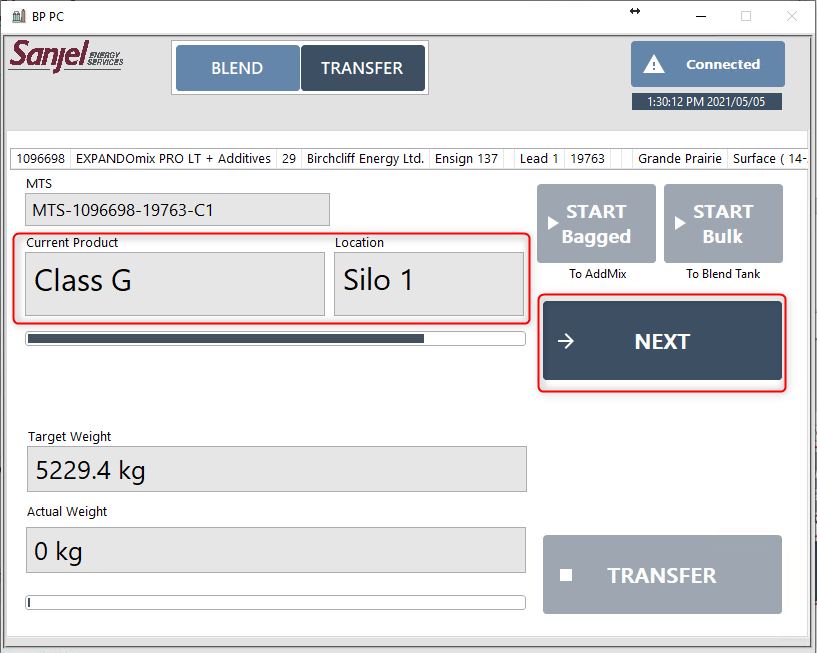 BP PC
Sanjel ENERGY SERVICES
BLEND TRANSFER
Connected
1:30:12 PM 2021/05/05
1096698 EXPANDOmix PRO LT + Additives 29 Birchcliff Energy Ltd. Ensign 137 Lead 1 19763 Grande Prairie Surface ( 14-
MTS
MTS-1096698-19763-C1
START
Bagged
To AddMix
START
Bulk
To Blend Tank
Current Product Location
Class G Silo 1
NEXT
Target Weight
5229.4 kg
Actual Weight
0 kg
TRANSFER